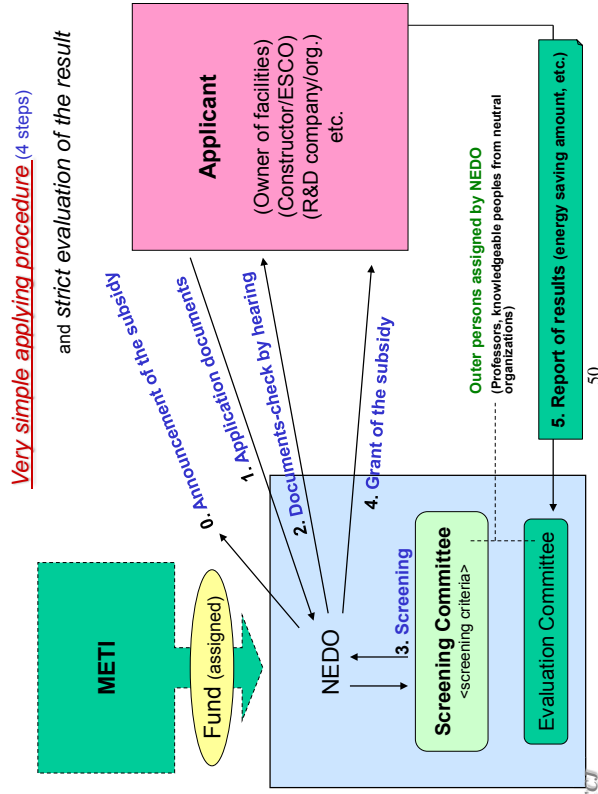 Very simple applying procedure (4 steps)
and strict evaluation of the result
METI
Fund (assigned)
NEDO
0. Announcement of the subsidy
1. Application documents
2. Documents-check by hearing
4. Grant of the subsidy
Applicant
(Owner of facilities)
(Constructor/ESCO)
(R&D company/org.)
etc.
3. Screening
Screening Committee
<screening criteria>
Outer persons assigned by NEDO
(Professors, knowledgeable peoples from neutral
organizations)
Evaluation Committee
5. Report of results (energy saving amount, etc.)
50